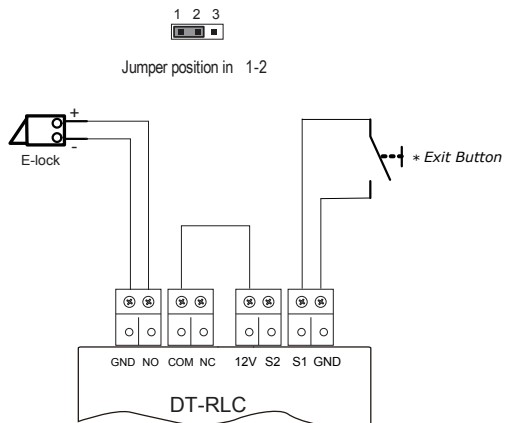 1 2 3
Jumper position in 1-2
+
-
E-lock
* Exit Button
GND NO COM NC 12V S2 S1 GND
DT-RLC